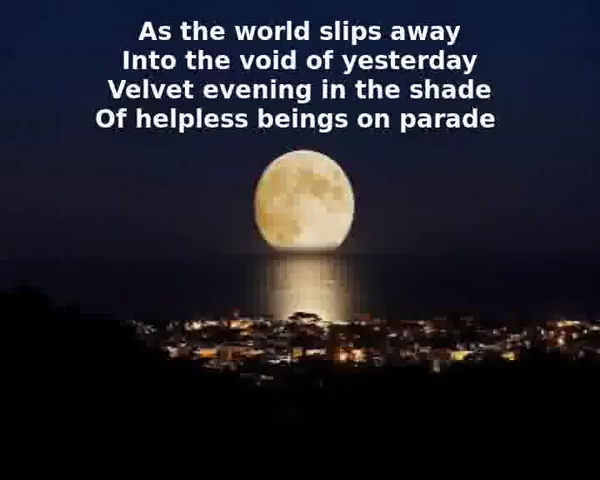 As the world slips away
Into the void of yesterday
Velvet evening in the shade
Of helpless beings on parade